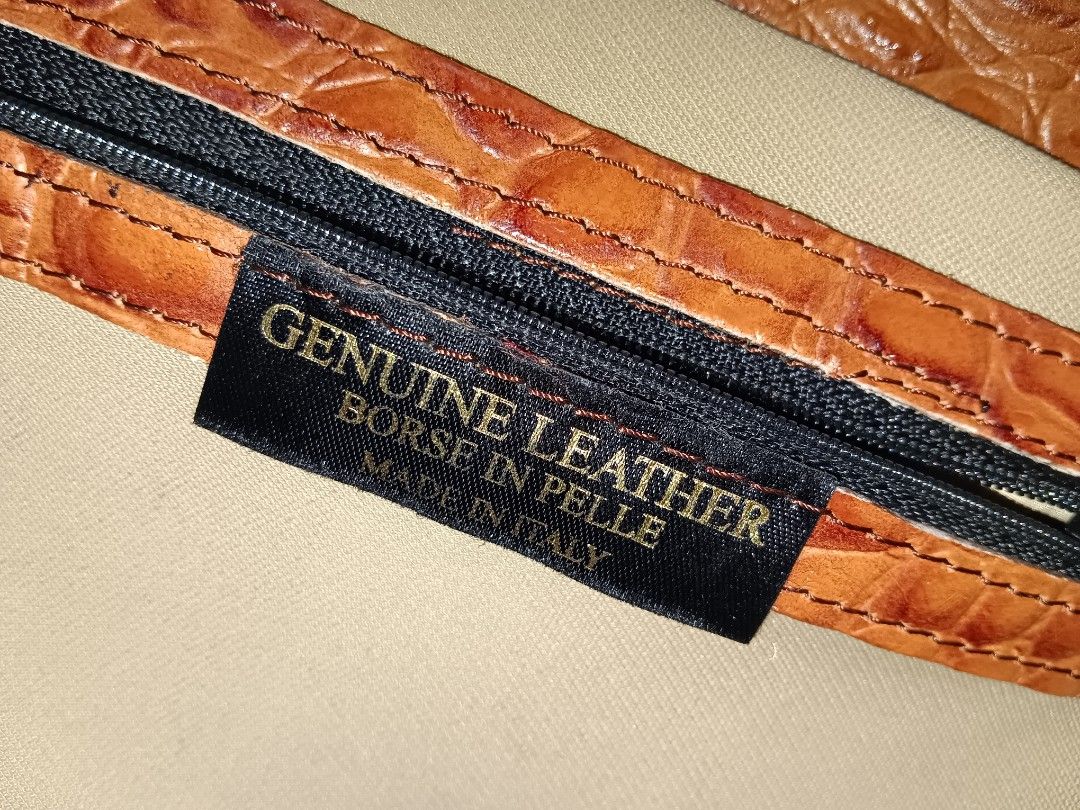 GENUINE LEATHER
BORSE IN PELLE
MADE IN ITALY